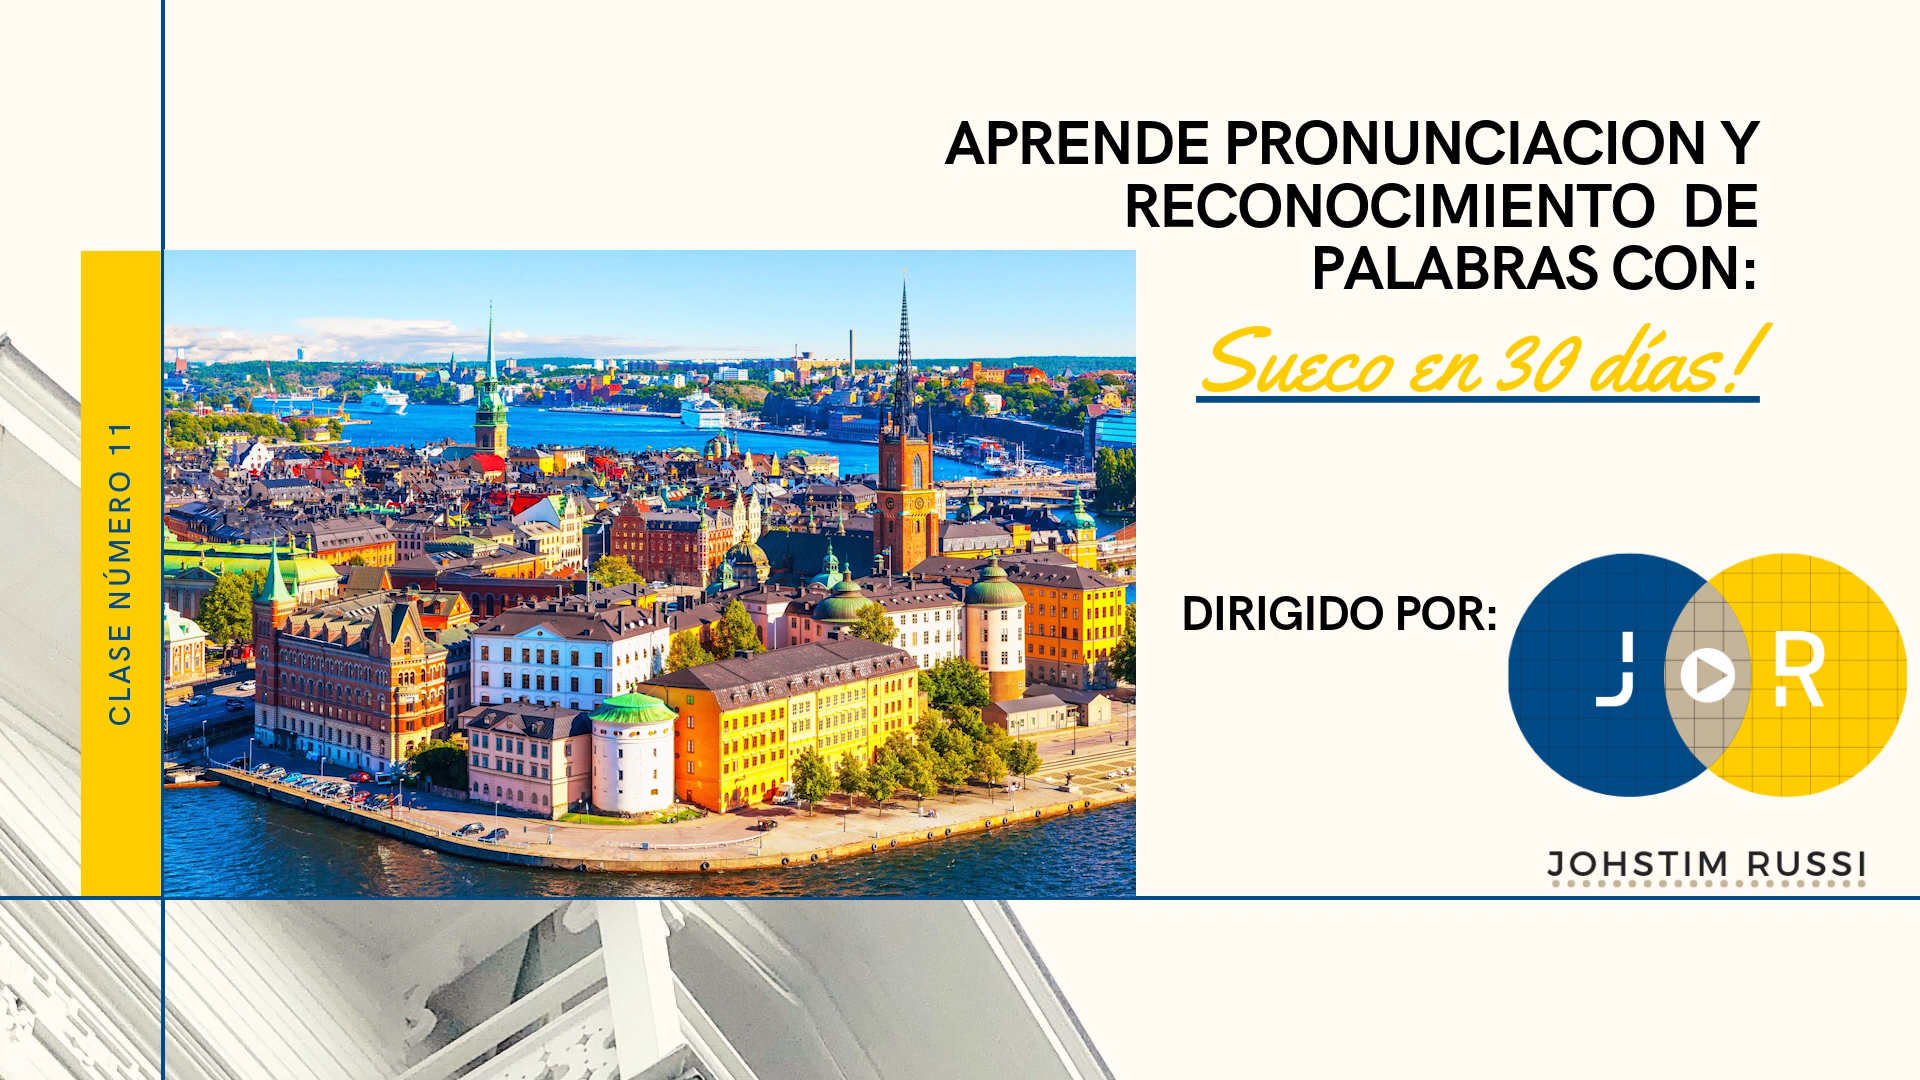 APRENDE PRONUNCIACION Y
RECONOCIMIENTO DE
PALABRAS CON:
Sueco en 30 días!
CLASE NÚMERO 11
DIRIGIDO POR:
J R
JOHSTIM RUSSI